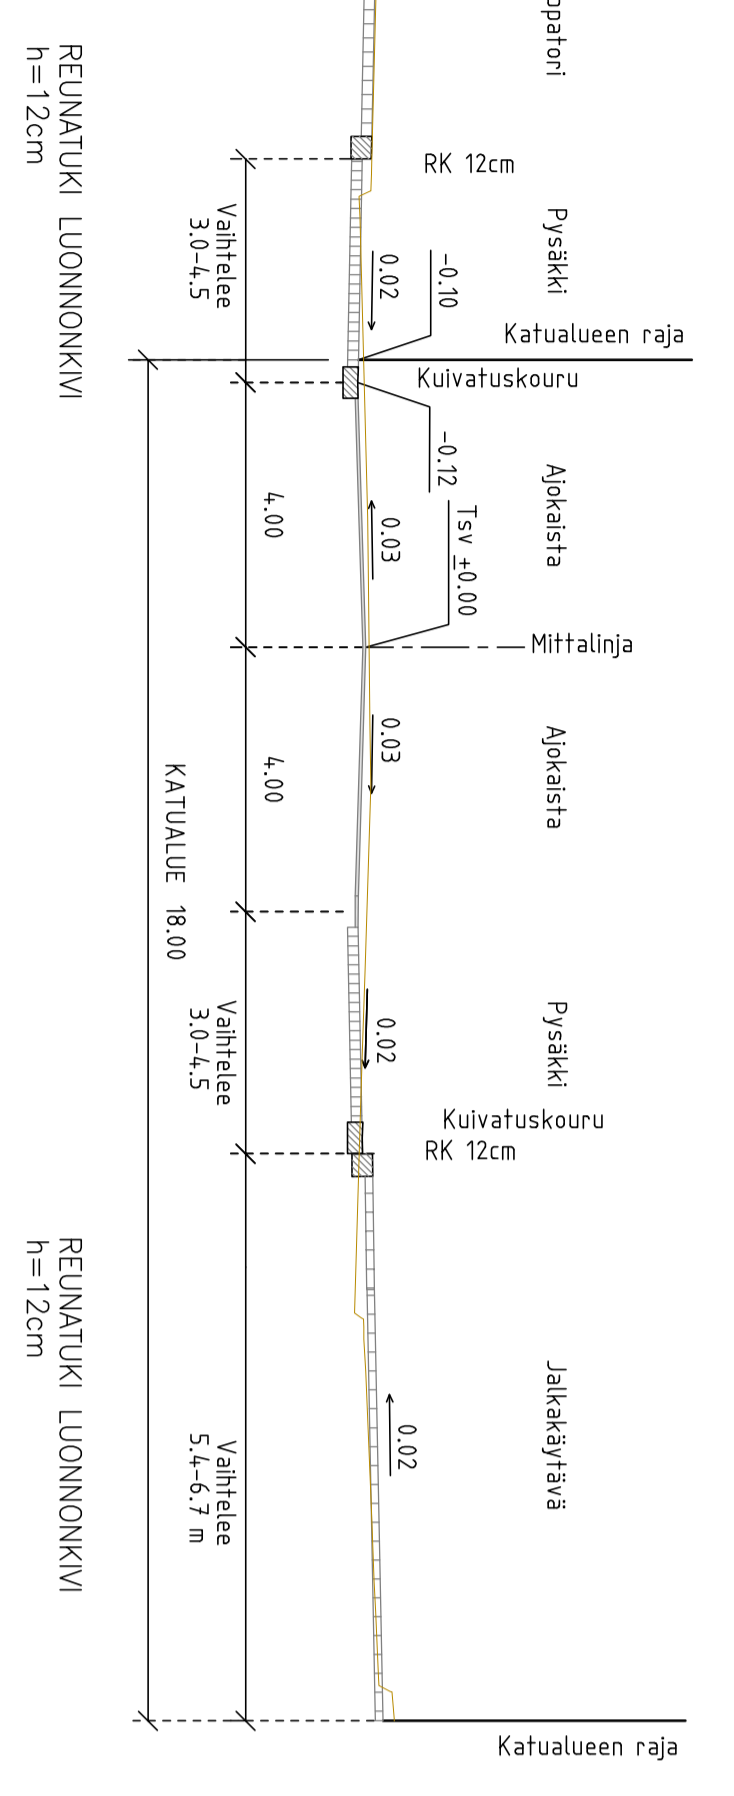 ppatori
RK 12cm
Pysäkki
-0.10
0.02
Katualueen raja
Kuivatuskouru
-0.12
Ajokaista
0.03
Tsv ±0.00
Mittalinja
0.03
Ajokaista
0.02
Pysäkki
Kuivatuskouru
RK 12cm
Jalkakäytävä
0.02
Katualueen raja
Vaihtelee
3.0-4.5
4.00
4.00
Vaihtelee
3.0-4.5
Vaihtelee
5.4-6.7 m
KATUALUE 18.00
REUNATUKI LUONNONKIVI
h=12cm
REUNATUKI LUONNONKIVI
h=12cm